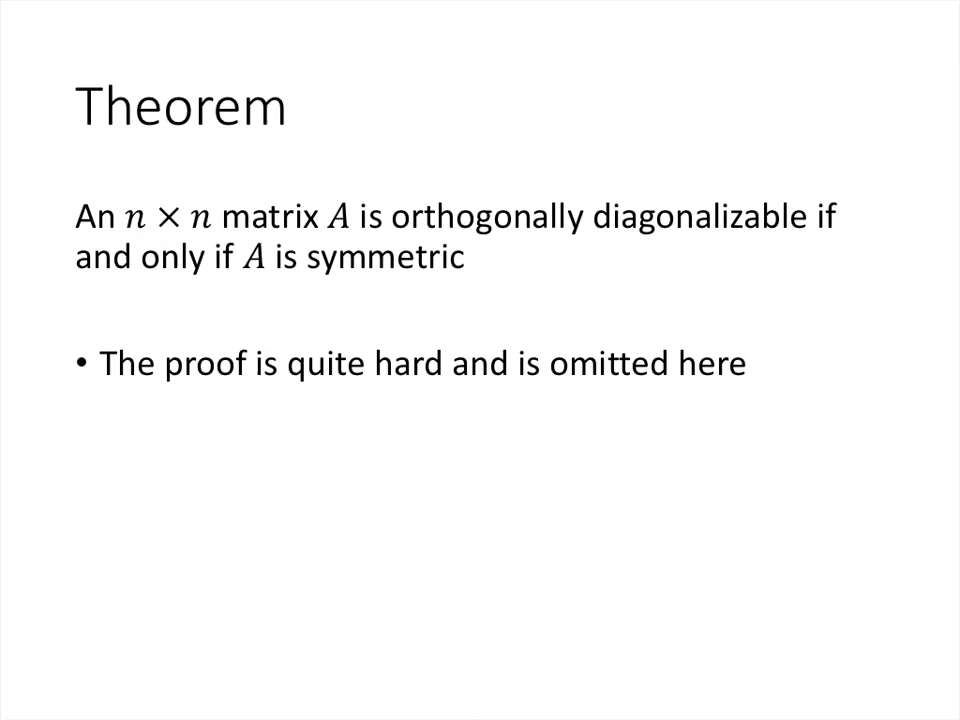 Theorem
An 𝑛 × 𝑛 matrix 𝐴 is orthogonally diagonalizable if
and only if 𝐴 is symmetric
• The proof is quite hard and is omitted here